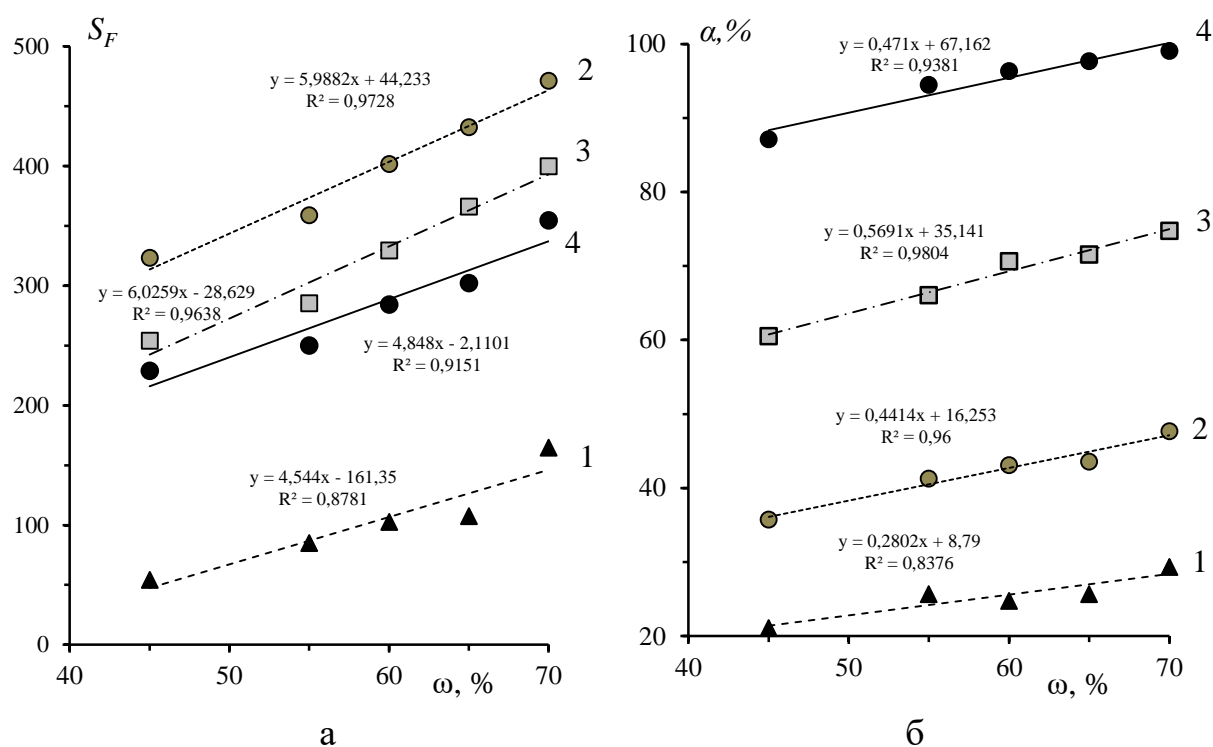 S_F
500
400
300
200
100
0
40
50
60
70
ω, %
y = 5,9882x + 44,233
R² = 0,9728
2
3
y = 6,0259x - 28,629
R² = 0,9638
4
y = 4,848x - 2,1101
R² = 0,9151
1
y = 4,544x - 161,35
R² = 0,8781
а
α,%
100
80
60
40
20
40
50
60
70
ω, %
y = 0,471x + 67,162
R² = 0,9381
4
y = 0,5691x + 35,141
R² = 0,9804
3
y = 0,4414x + 16,253
R² = 0,96
2
y = 0,2802x + 8,79
R² = 0,8376
1
б